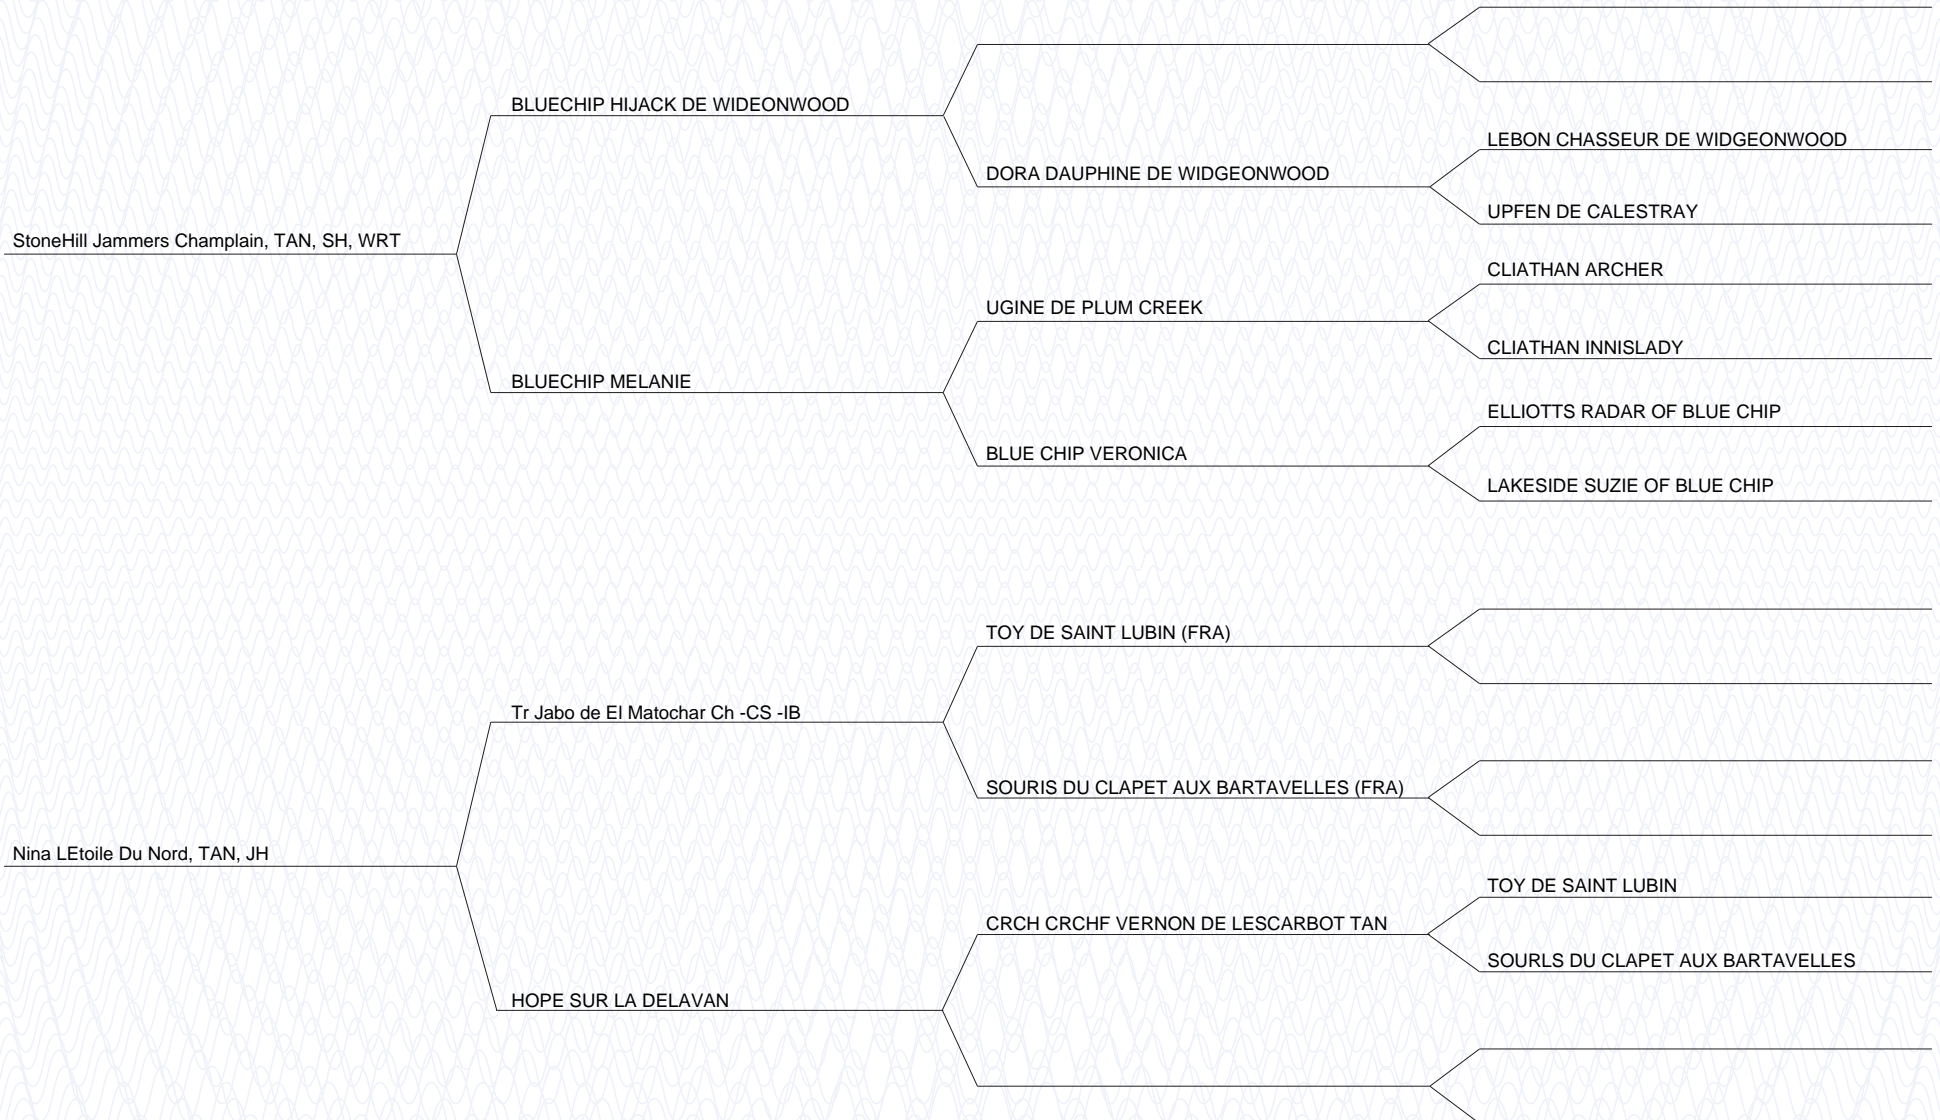 BLUECHIP HIJACK DE WIDEONWOOD
LEBON CHASSEUR DE WIDGEONWOOD
DORA DAUPHINE DE WIDGEONWOOD
UPFEN DE CALESTRAY
StoneHill Jammers Champlain, TAN, SH, WRT
CLIATHAN ARCHER
UGINE DE PLUM CREEK
CLIATHAN INNISLADY
BLUECHIP MELANIE
ELLIOTTS RADAR OF BLUE CHIP
BLUE CHIP VERONICA
LAKESIDE SUZIE OF BLUE CHIP
TOY DE SAINT LUBIN (FRA)
Tr Jabo de El Matochar Ch -CS -IB
SOURIS DU CLAPET AUX BARTAVELLES (FRA)
Nina LEtoile Du Nord, TAN, JH
TOY DE SAINT LUBIN
CRCH CRCHF VERNON DE LESCARBOT TAN
SOURLS DU CLAPET AUX BARTAVELLES
HOPE SUR LA DELAVAN